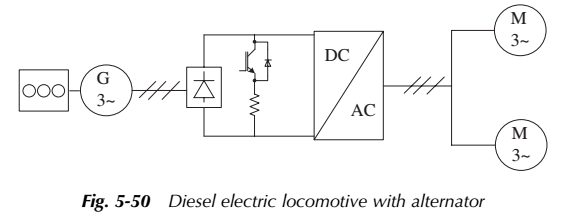 M
3~
DC
G
3~
AC
M
3~
Fig. 5-50 Diesel electric locomotive with alternator